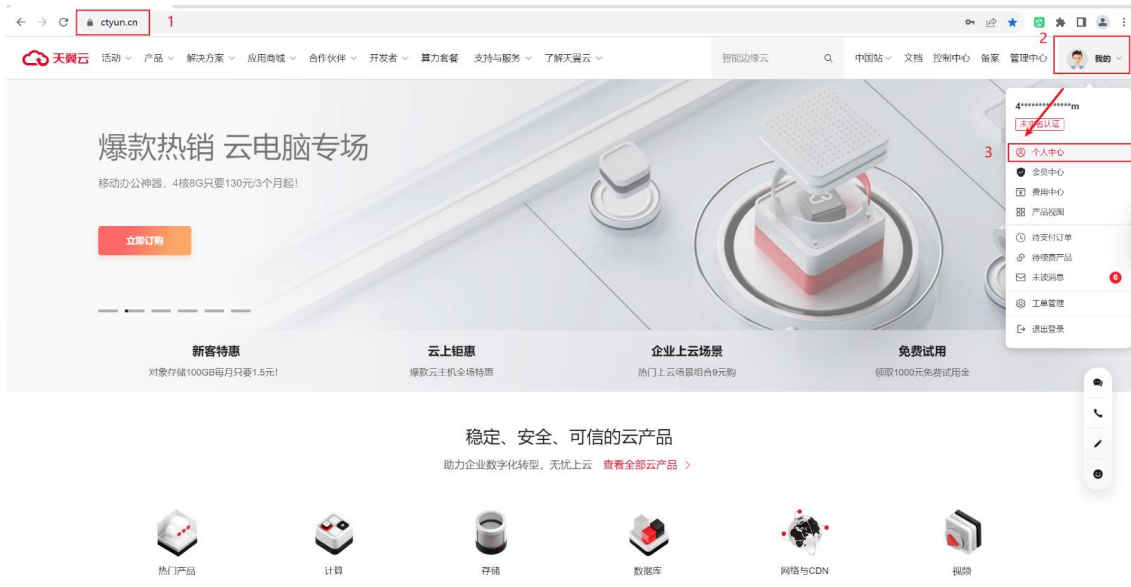 ctyun.cn 1
2
天翼云 活动 产品 解决方案 应用商城 合作伙伴 开发者 算力套餐 支持与服务 了解天翼云 智能边缘云 中国站 文档 控制中心 备案 管理中心 我的
4**************m
未实名认证
3 个人中心
会员中心
费用中心
产品视图
待支付订单
待续费产品
未读消息 6
工单管理
退出登录
爆款热销 云电脑专场
移动办公神器，4核8G只要130元/3个月起！
立即订购
新客特惠 云上钜惠 企业上云场景 免费试用
对象存储100GB每月只要1.5元！ 爆款云主机全场特惠 热门上云场景组合9元购 领取1000元免费试用金
稳定、安全、可信的云产品
助力企业数字化转型，无忧上云 查看全部云产品 >
热门产品 计算 存储 数据库 网络与CDN 视频